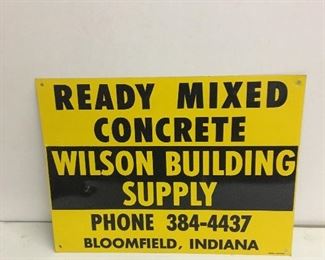 READY MIXED
CONCRETE
WILSON BUILDING
SUPPLY
PHONE 384-4437
BLOOMFIELD, INDIANA